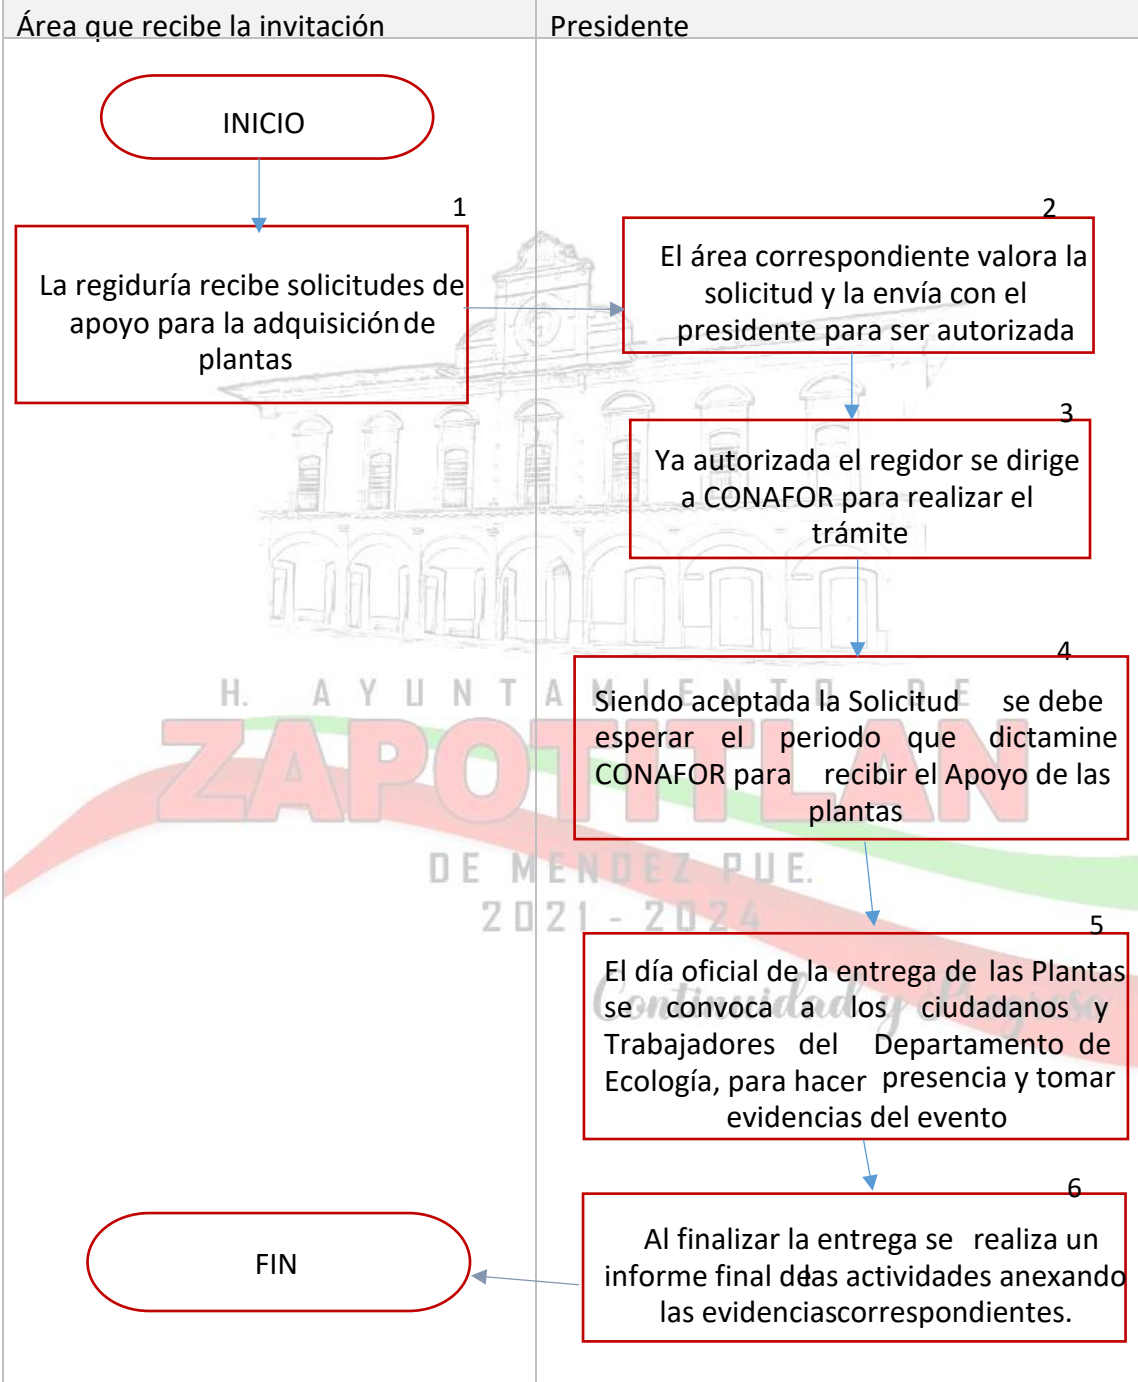 Área que recibe la invitación
Presidente
INICIO
1
La regiduría recibe solicitudes de
apoyo para la adquisición de
plantas
2
El área correspondiente valora la
solicitud y la envía con el
presidente para ser autorizada
3
Ya autorizada el regidor se dirige
a CONAFOR para realizar el
trámite
4
Siendo aceptada la Solicitud se debe
esperar el periodo que dictamine
CONAFOR para recibir el Apoyo de las
plantas
5
El día oficial de la entrega de las Plantas
se convoca a los ciudadanos y
Trabajadores del Departamento de
Ecología, para hacer presencia y tomar
evidencias del evento
6
Al finalizar la entrega se realiza un
informe final de las actividades anexando
las evidencias correspondientes.
FIN
H. AYUNTAMIENTO DE
ZAPOTITLAN
DE MENDEZ PUE.
2021 - 2024
Continuidad y Progreso